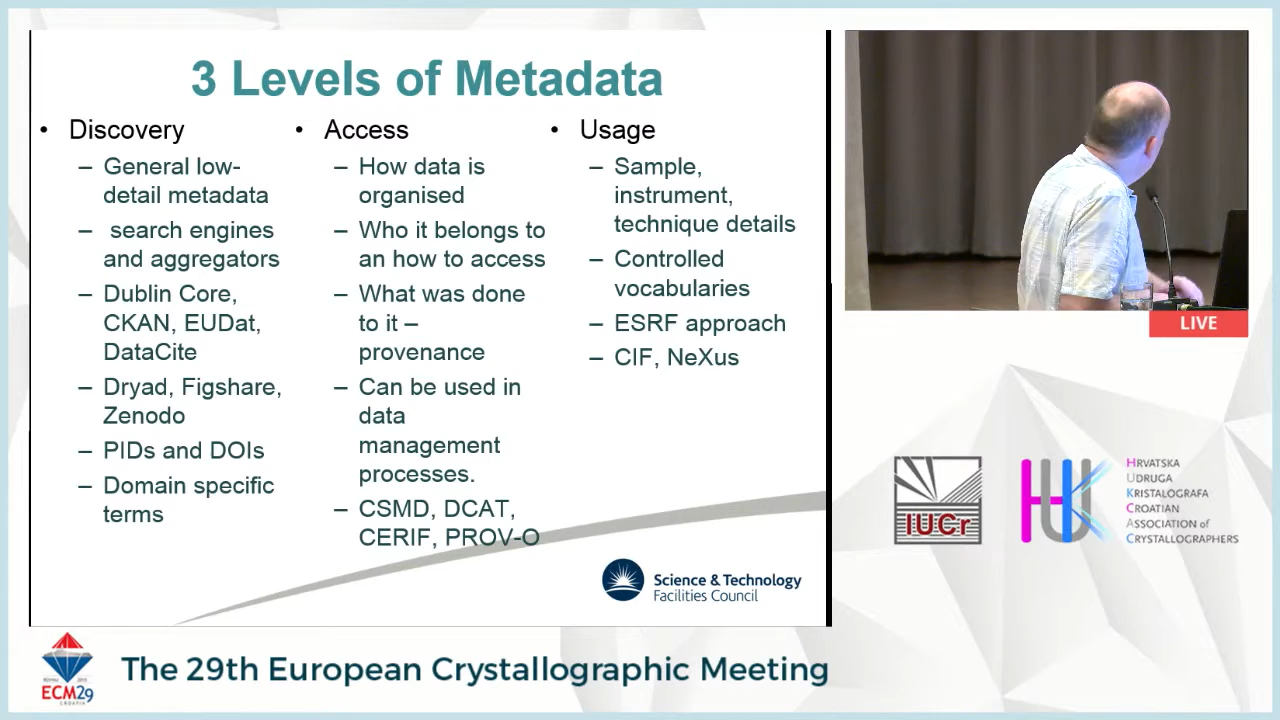 3 Levels of Metadata
• Discovery
– General low-
detail metadata
– search engines
and aggregators
– Dublin Core,
CKAN, EUDat,
DataCite
– Dryad, Figshare,
Zenodo
– PIDs and DOIs
– Domain specific
terms
• Access
– How data is
organised
– Who it belongs to
an how to access
– What was done
to it –
provenance
– Can be used in
data
management
processes.
– CSMD, DCAT,
CERIF, PROV-O
• Usage
– Sample,
instrument,
technique details
– Controlled
vocabularies
– ESRF approach
– CIF, NeXus
Science & Technology
Facilities Council
LIVE
IUCr
HUK
HRVATSKA
UDRUGA
KRISTALOGRAFA
CROATIAN
ASSOCIATION of
CRYSTALLOGRAPHERS
ECM29
CROATIA
The 29th European Crystallographic Meeting